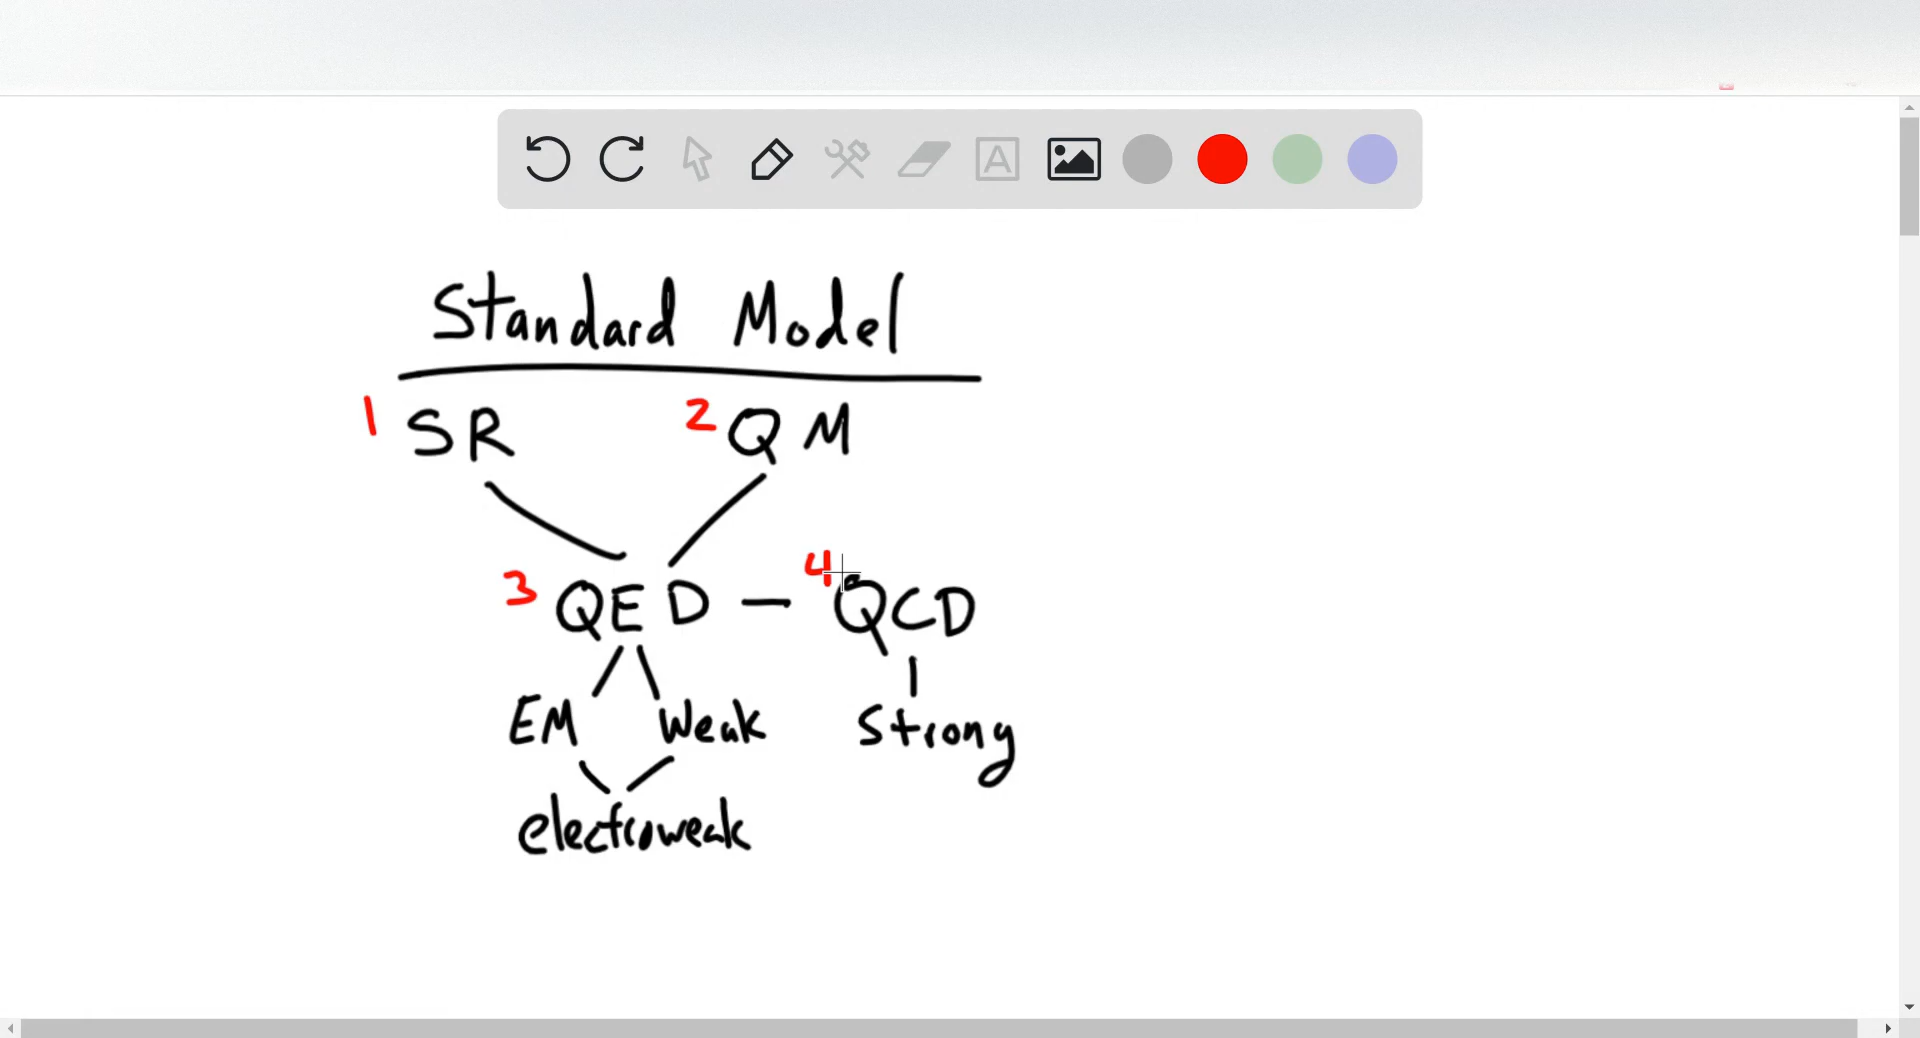 A
Standard Model
1 SR 2 QM
3 QED - 4 QCD
EM Weak Strong
electroweak